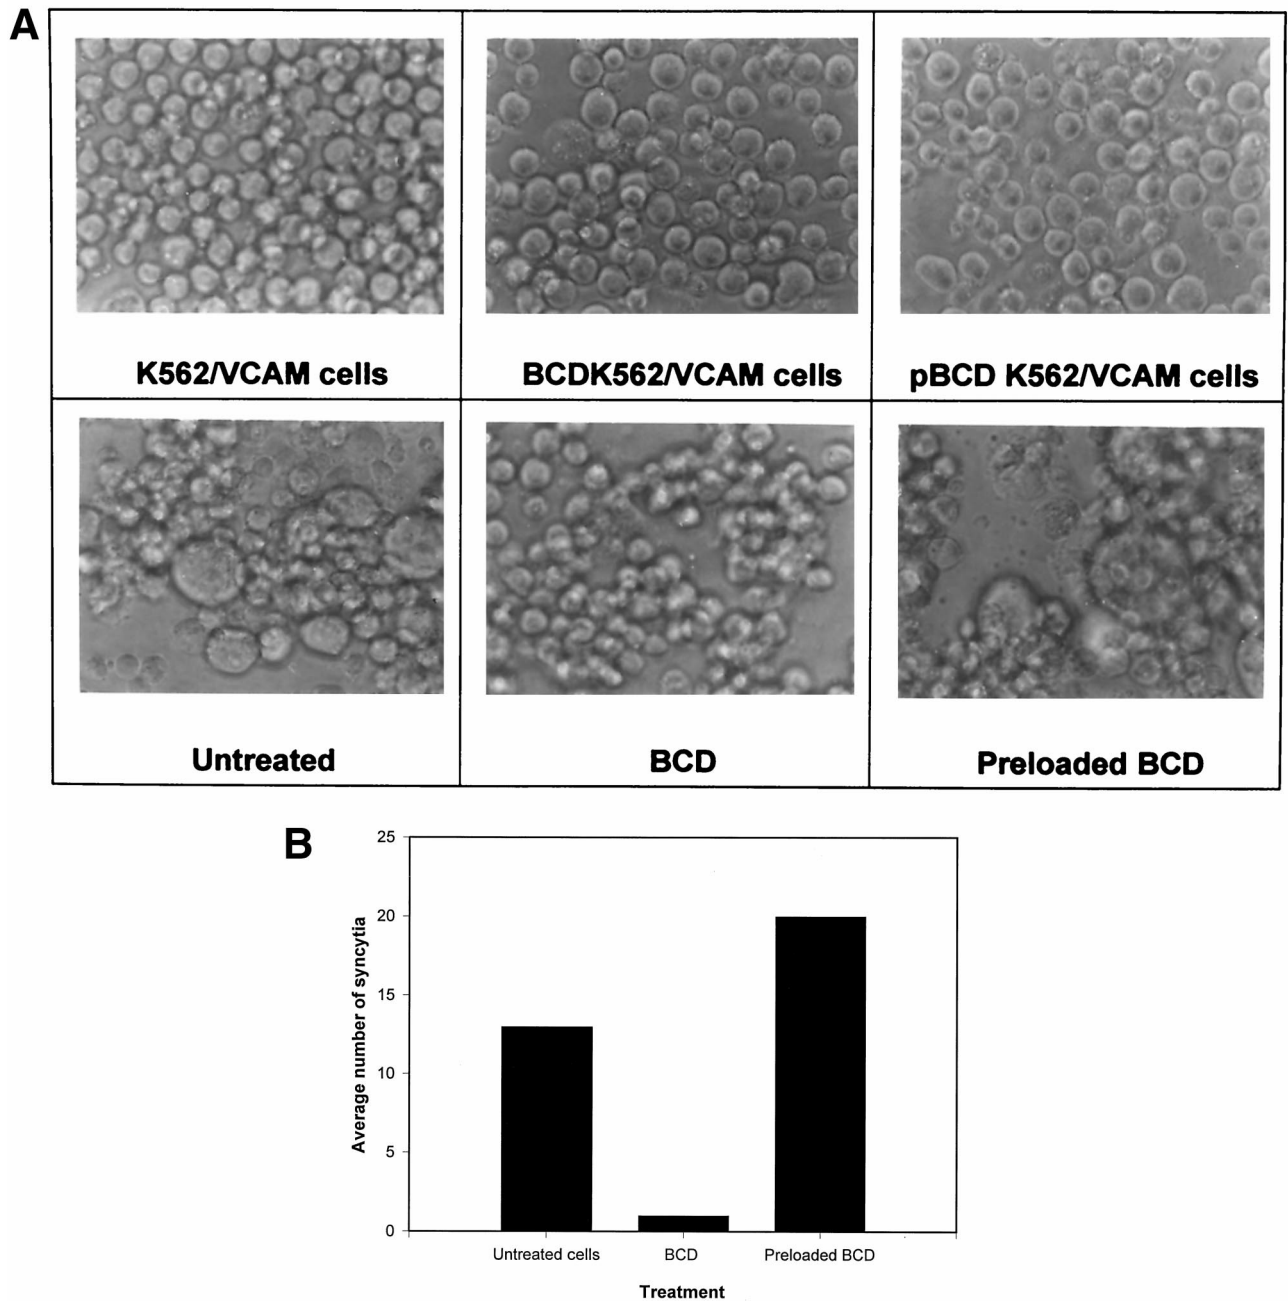 A
K562/VCAM cells
BCDK562/VCAM cells
pBCD K562/VCAM cells
Untreated
BCD
Preloaded BCD
B
25
20
15
10
5
0
Average number of syncytia
Untreated cells
BCD
Preloaded BCD
Treatment